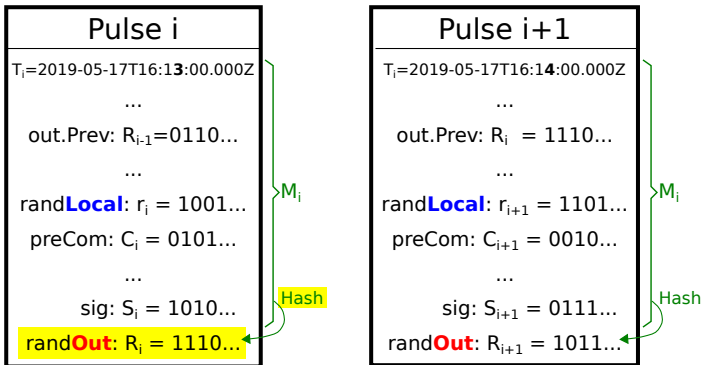 Pulse i
Tᵢ=2019-05-17T16:13:00.000Z
...
out.Prev: Rᵢ₋₁=0110...
...
randLocal: rᵢ = 1001...
preCom: Cᵢ = 0101...
...
sig: Sᵢ = 1010...
randOut: Rᵢ = 1110...
Mᵢ
Hash
Pulse i+1
Tᵢ=2019-05-17T16:14:00.000Z
...
out.Prev: Rᵢ = 1110...
...
randLocal: rᵢ₊₁ = 1101...
preCom: Cᵢ₊₁ = 0010...
...
sig: Sᵢ₊₁ = 0111...
randOut: Rᵢ₊₁ = 1011...
Mᵢ
Hash